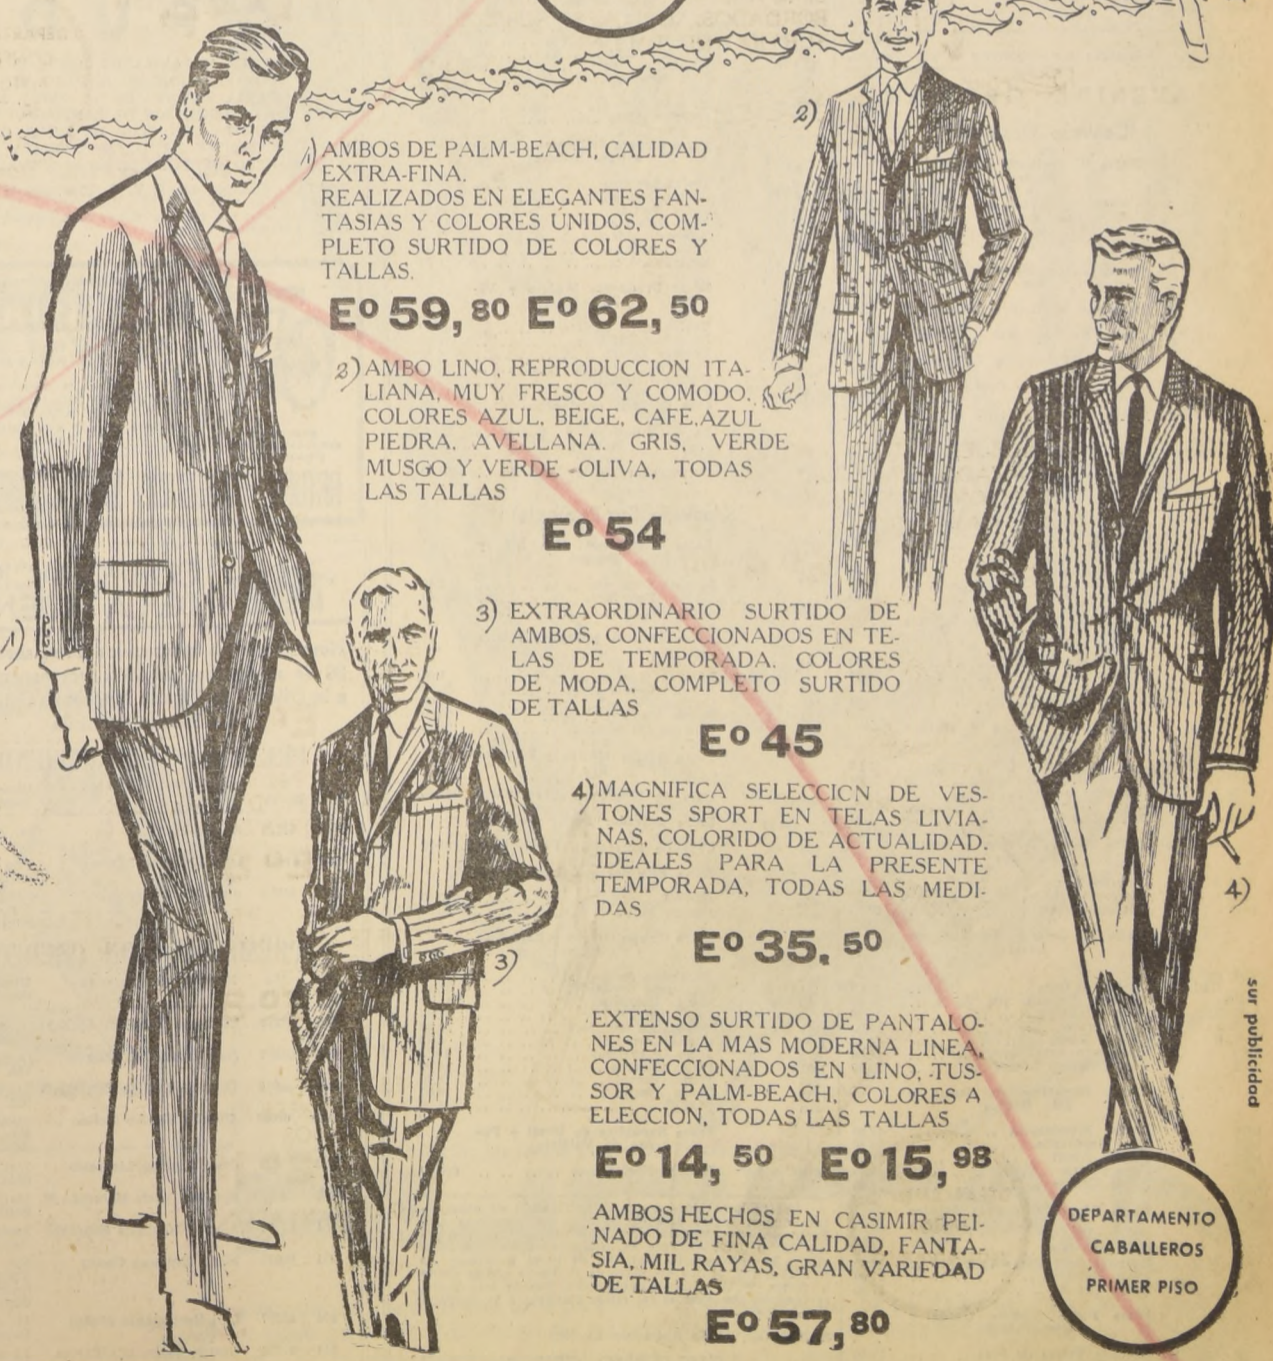 1) AMBOS DE PALM-BEACH, CALIDAD
EXTRA-FINA.
REALIZADOS EN ELEGANTES FAN-
TASIAS Y COLORES UNIDOS, COM-
PLETO SURTIDO DE COLORES Y
TALLAS.
Eº 59,80 Eº 62,50
2) AMBO LINO, REPRODUCCION ITA-
LIANA, MUY FRESCO Y COMODO.
COLORES AZUL, BEIGE, CAFE, AZUL
PIEDRA, AVELLANA. GRIS, VERDE
MUSGO Y VERDE OLIVA, TODAS
LAS TALLAS
Eº 54
3) EXTRAORDINARIO SURTIDO DE
AMBOS, CONFECCIONADOS EN TE-
LAS DE TEMPORADA. COLORES
DE MODA, COMPLETO SURTIDO
DE TALLAS
Eº 45
4) MAGNIFICA SELECCICN DE VES-
TONES SPORT EN TELAS LIVIA-
NAS, COLORIDO DE ACTUALIDAD.
IDEALES PARA LA PRESENTE
TEMPORADA, TODAS LAS MEDI-
DAS
Eº 35,50
EXTENSO SURTIDO DE PANTALO-
NES EN LA MAS MODERNA LINEA,
CONFECCIONADOS EN LINO, TUS-
SOR Y PALM-BEACH, COLORES A
ELECCION, TODAS LAS TALLAS
Eº 14,50 Eº 15,98
AMBOS HECHOS EN CASIMIR PEI-
NADO DE FINA CALIDAD, FANTA-
SIA, MIL RAYAS, GRAN VARIEDAD
DE TALLAS
Eº 57,80
1)
2)
3)
4)
sur publicidad
DEPARTAMENTO
CABALLEROS
PRIMER PISO